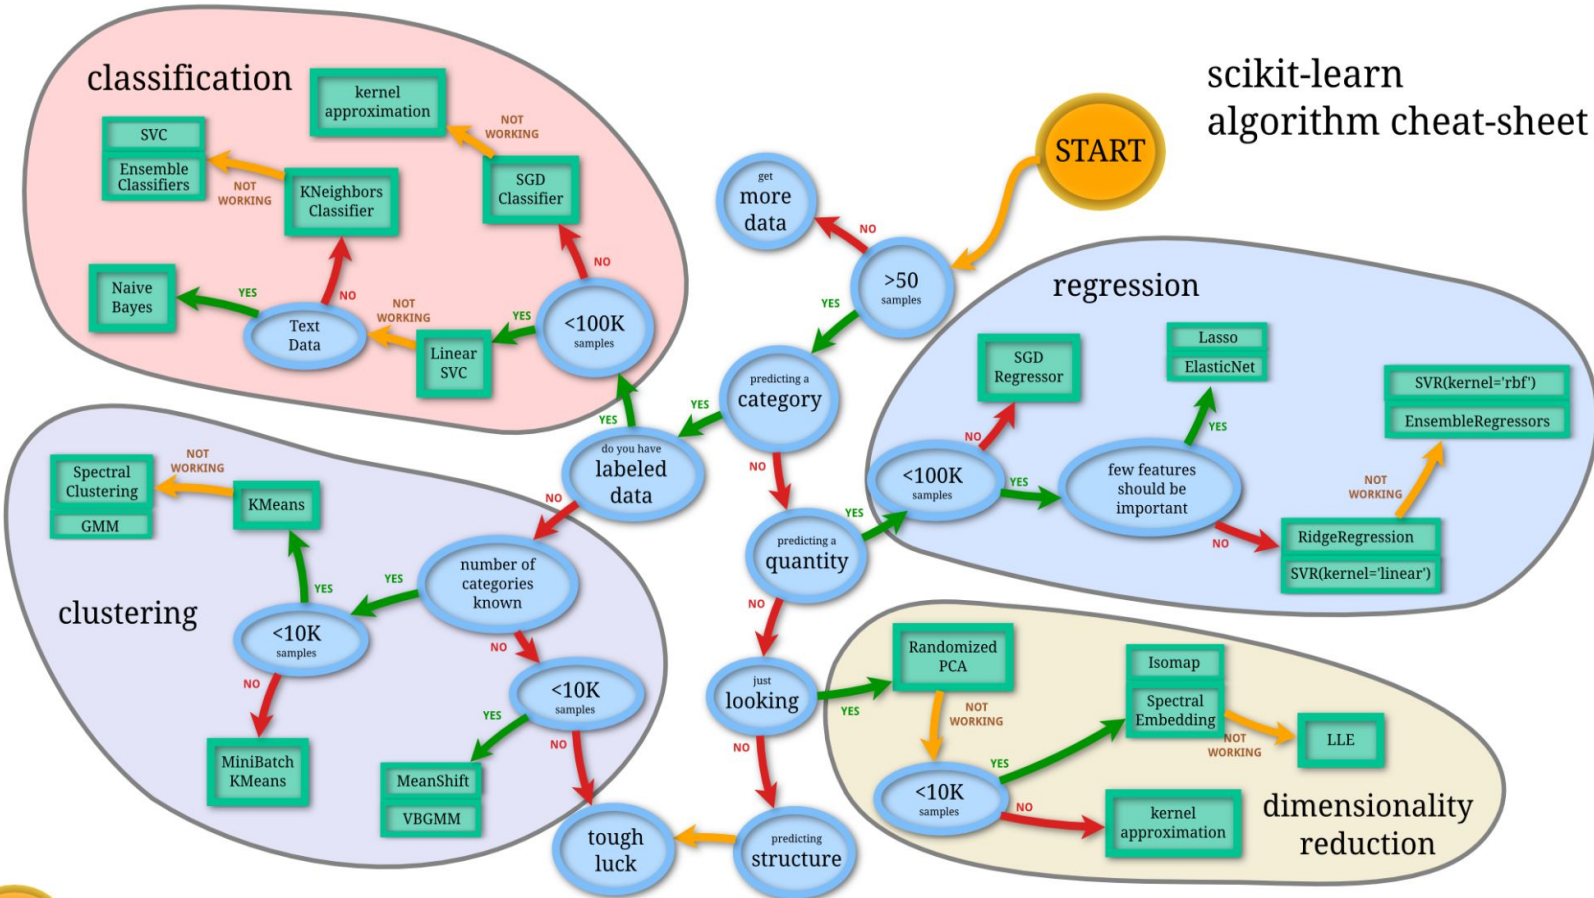 scikit-learn
algorithm cheat-sheet
START
classification
kernel
approximation
NOT
WORKING
SVC
Ensemble
Classifiers
NOT
WORKING
KNeighbors
Classifier
SGD
Classifier
NO
Naive
Bayes
YES
NO
Text
Data
NOT
WORKING
Linear
SVC
YES
<100K
samples
YES
get
more
data
NO
>50
samples
YES
predicting a
category
YES
do you have
labeled
data
NO
NO
predicting a
quantity
YES
NO
just
looking
YES
NO
predicting
structure
tough
luck
regression
SGD
Regressor
NO
<100K
samples
YES
few features
should be
important
YES
Lasso
ElasticNet
NO
RidgeRegression
SVR(kernel='linear')
NOT
WORKING
SVR(kernel='rbf')
EnsembleRegressors
clustering
Spectral
Clustering
GMM
NOT
WORKING
KMeans
YES
<10K
samples
NO
MiniBatch
KMeans
YES
number of
categories
known
NO
<10K
samples
YES
NO
MeanShift
VBGMM
dimensionality
reduction
Randomized
PCA
NOT
WORKING
<10K
samples
YES
NO
Isomap
Spectral
Embedding
NOT
WORKING
LLE
kernel
approximation